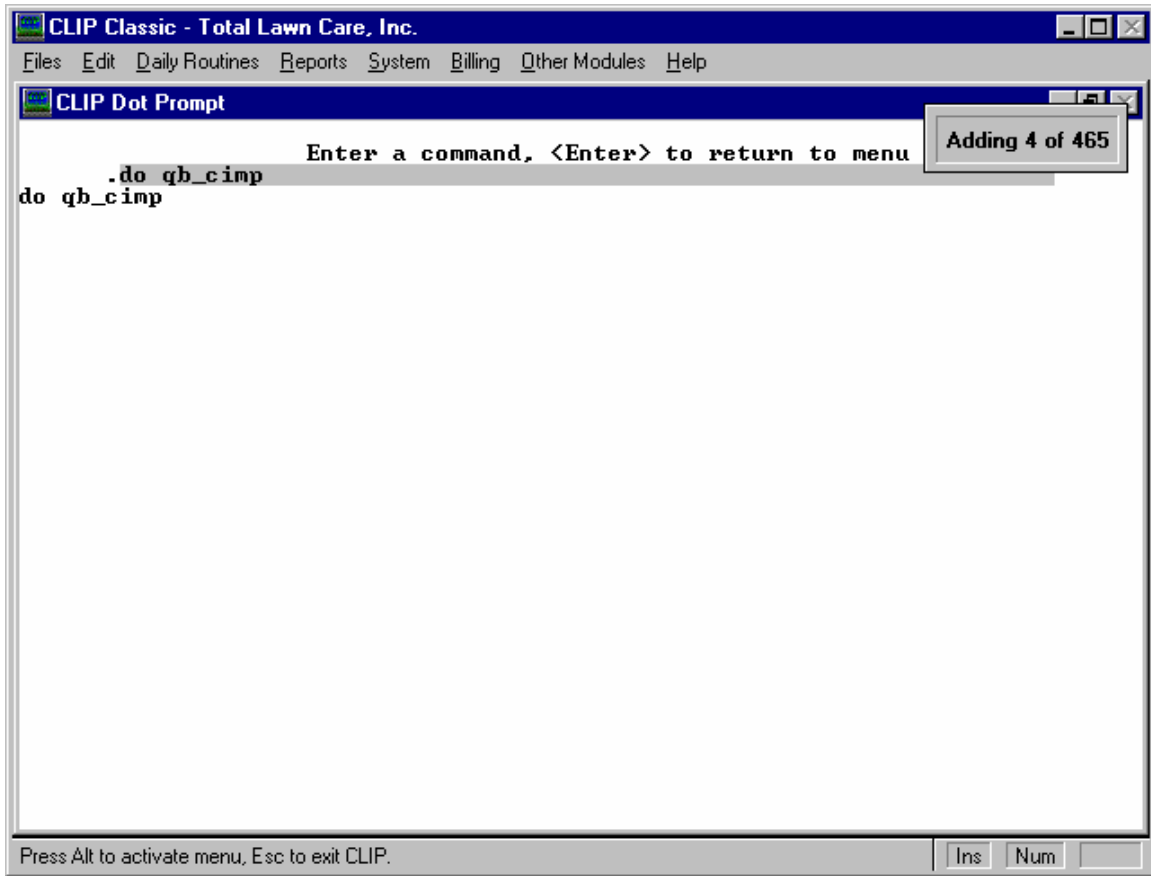 CLIP Classic - Total Lawn Care, Inc.
Files Edit Daily Routines Reports System Billing Other Modules Help
CLIP Dot Prompt
Adding 4 of 465
Enter a command, <Enter> to return to menu
.do qb_cimp
do qb_cimp
Press Alt to activate menu, Esc to exit CLIP.
Ins Num